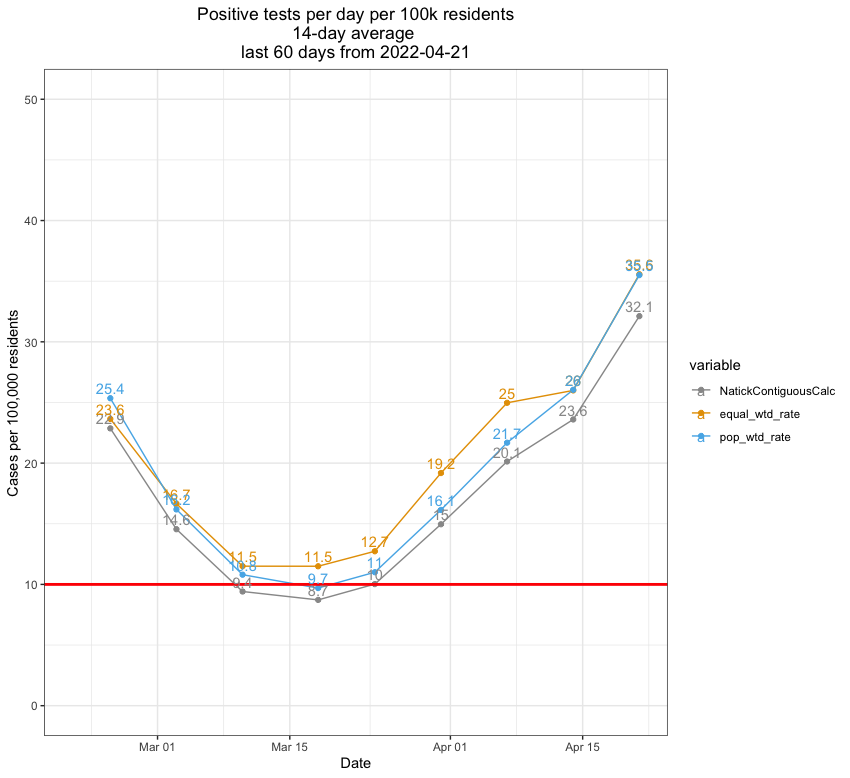 Positive tests per day per 100k residents
14-day average
last 60 days from 2022-04-21
Cases per 100,000 residents
50
40
30
20
10
0
25.4
23.6
22.9
16.7
16.2
14.6
11.5
10.8
9.4
11.5
9.7
8.7
12.7
11
10
19.2
16.1
15
25
21.7
20.1
26
23.6
35.6
32.1
Mar 01
Mar 15
Apr 01
Apr 15
Date
variable
NatickContiguousCalc
equal_wtd_rate
pop_wtd_rate